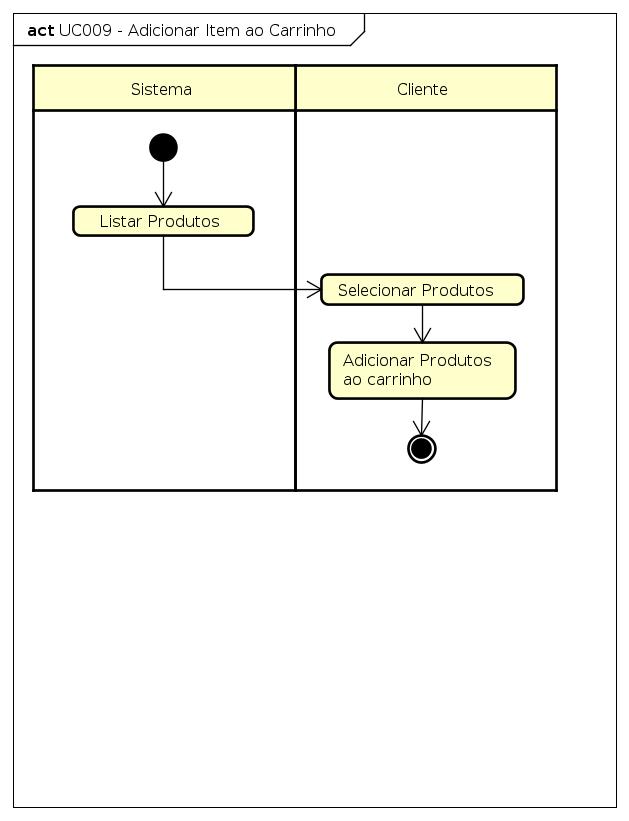 act UC009 - Adicionar Item ao Carrinho
Sistema
Cliente
Listar Produtos
Selecionar Produtos
Adicionar Produtos
ao carrinho